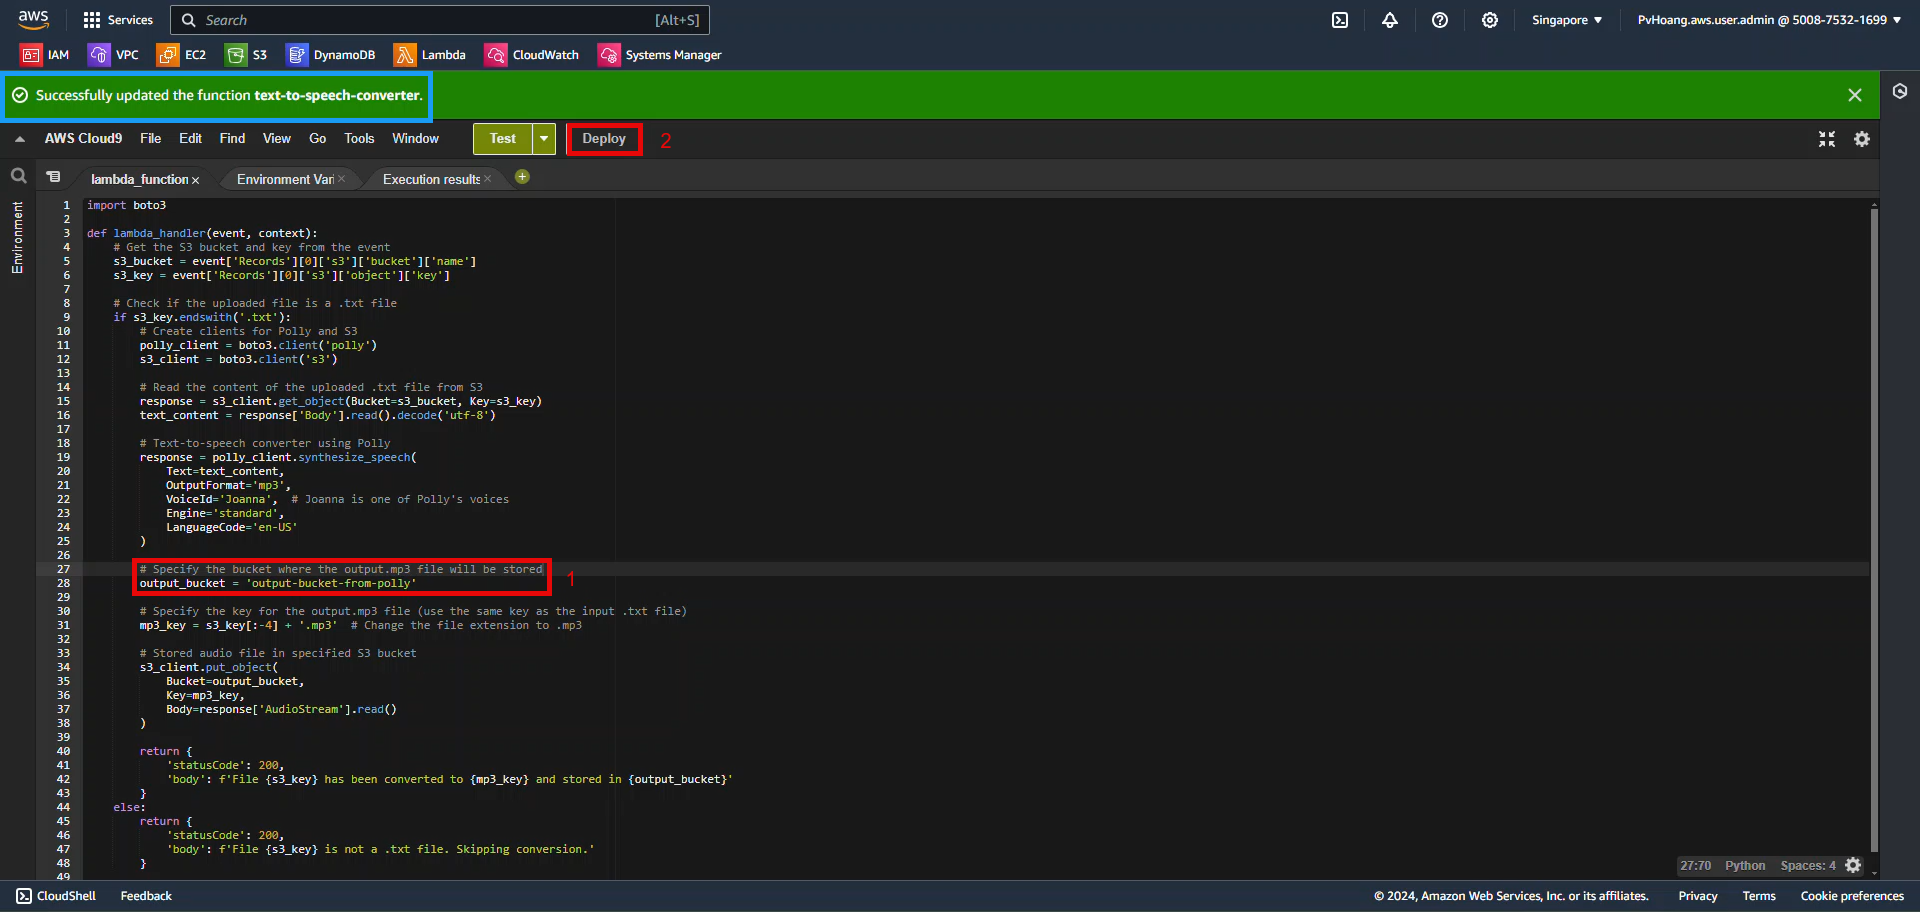 aws Services Search [Alt+S] Singapore PvHoang.aws.user.admin @ 5008-7532-1699
IAM VPC EC2 S3 DynamoDB Lambda CloudWatch Systems Manager
Successfully updated the function text-to-speech-converter.
AWS Cloud9 File Edit Find View Go Tools Window Test Deploy 2
lambda_function Environment Vari Execution results
Environment
1 import boto3
2
3 def lambda_handler(event, context):
4     # Get the S3 bucket and key from the event
5     s3_bucket = event['Records'][0]['s3']['bucket']['name']
6     s3_key = event['Records'][0]['s3']['object']['key']
7
8     # Check if the uploaded file is a .txt file
9     if s3_key.endswith('.txt'):
10         # Create clients for Polly and S3
11         polly_client = boto3.client('polly')
12         s3_client = boto3.client('s3')
13
14         # Read the content of the uploaded .txt file from S3
15         response = s3_client.get_object(Bucket=s3_bucket, Key=s3_key)
16         text_content = response['Body'].read().decode('utf-8')
17
18         # Text-to-speech converter using Polly
19         response = polly_client.synthesize_speech(
20             Text=text_content,
21             OutputFormat='mp3',
22             VoiceId='Joanna',  # Joanna is one of Polly's voices
23             Engine='standard',
24             LanguageCode='en-US'
25         )
26
27         # Specify the bucket where the output.mp3 file will be stored
28         output_bucket = 'output-bucket-from-polly' 1
29
30         # Specify the key for the output.mp3 file (use the same key as the input .txt file)
31         mp3_key = s3_key[:-4] + '.mp3'  # Change the file extension to .mp3
32
33         # Stored audio file in specified S3 bucket
34         s3_client.put_object(
35             Bucket=output_bucket,
36             Key=mp3_key,
37             Body=response['AudioStream'].read()
38         )
39
40         return {
41             'statusCode': 200,
42             'body': f'File {s3_key} has been converted to {mp3_key} and stored in {output_bucket}'
43         }
44     else:
45         return {
46             'statusCode': 200,
47             'body': f'File {s3_key} is not a .txt file. Skipping conversion.'
48         }
49
27:70 Python Spaces: 4
CloudShell Feedback © 2024, Amazon Web Services, Inc. or its affiliates. Privacy Terms Cookie preferences